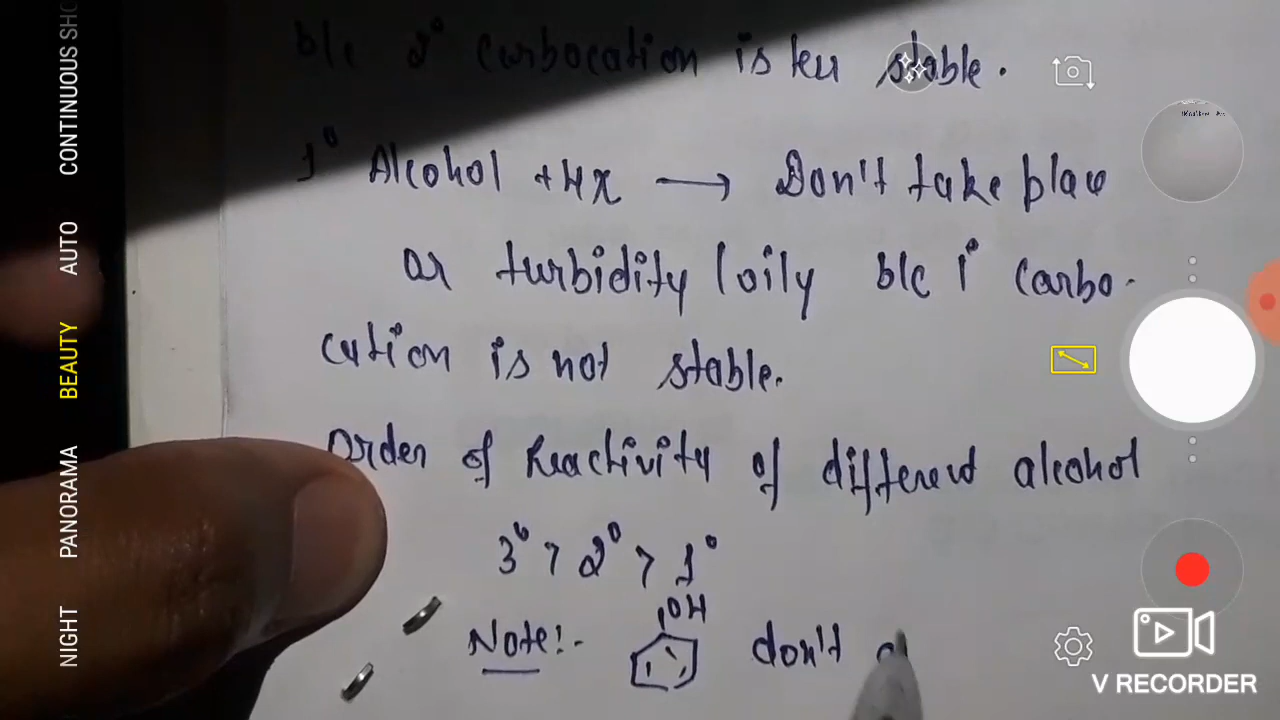 b/c 2° carbocation is less stable.
1° Alcohol + HX → Don't take place
or turbidity / oily b/c 1° carbo-
cation is not stable.
Order of Reactivity of different alcohol
3° > 2° > 1°
OH
Note:- don't
CONTINUOUS SHO
AUTO
BEAUTY
PANORAMA
NIGHT
V RECORDER